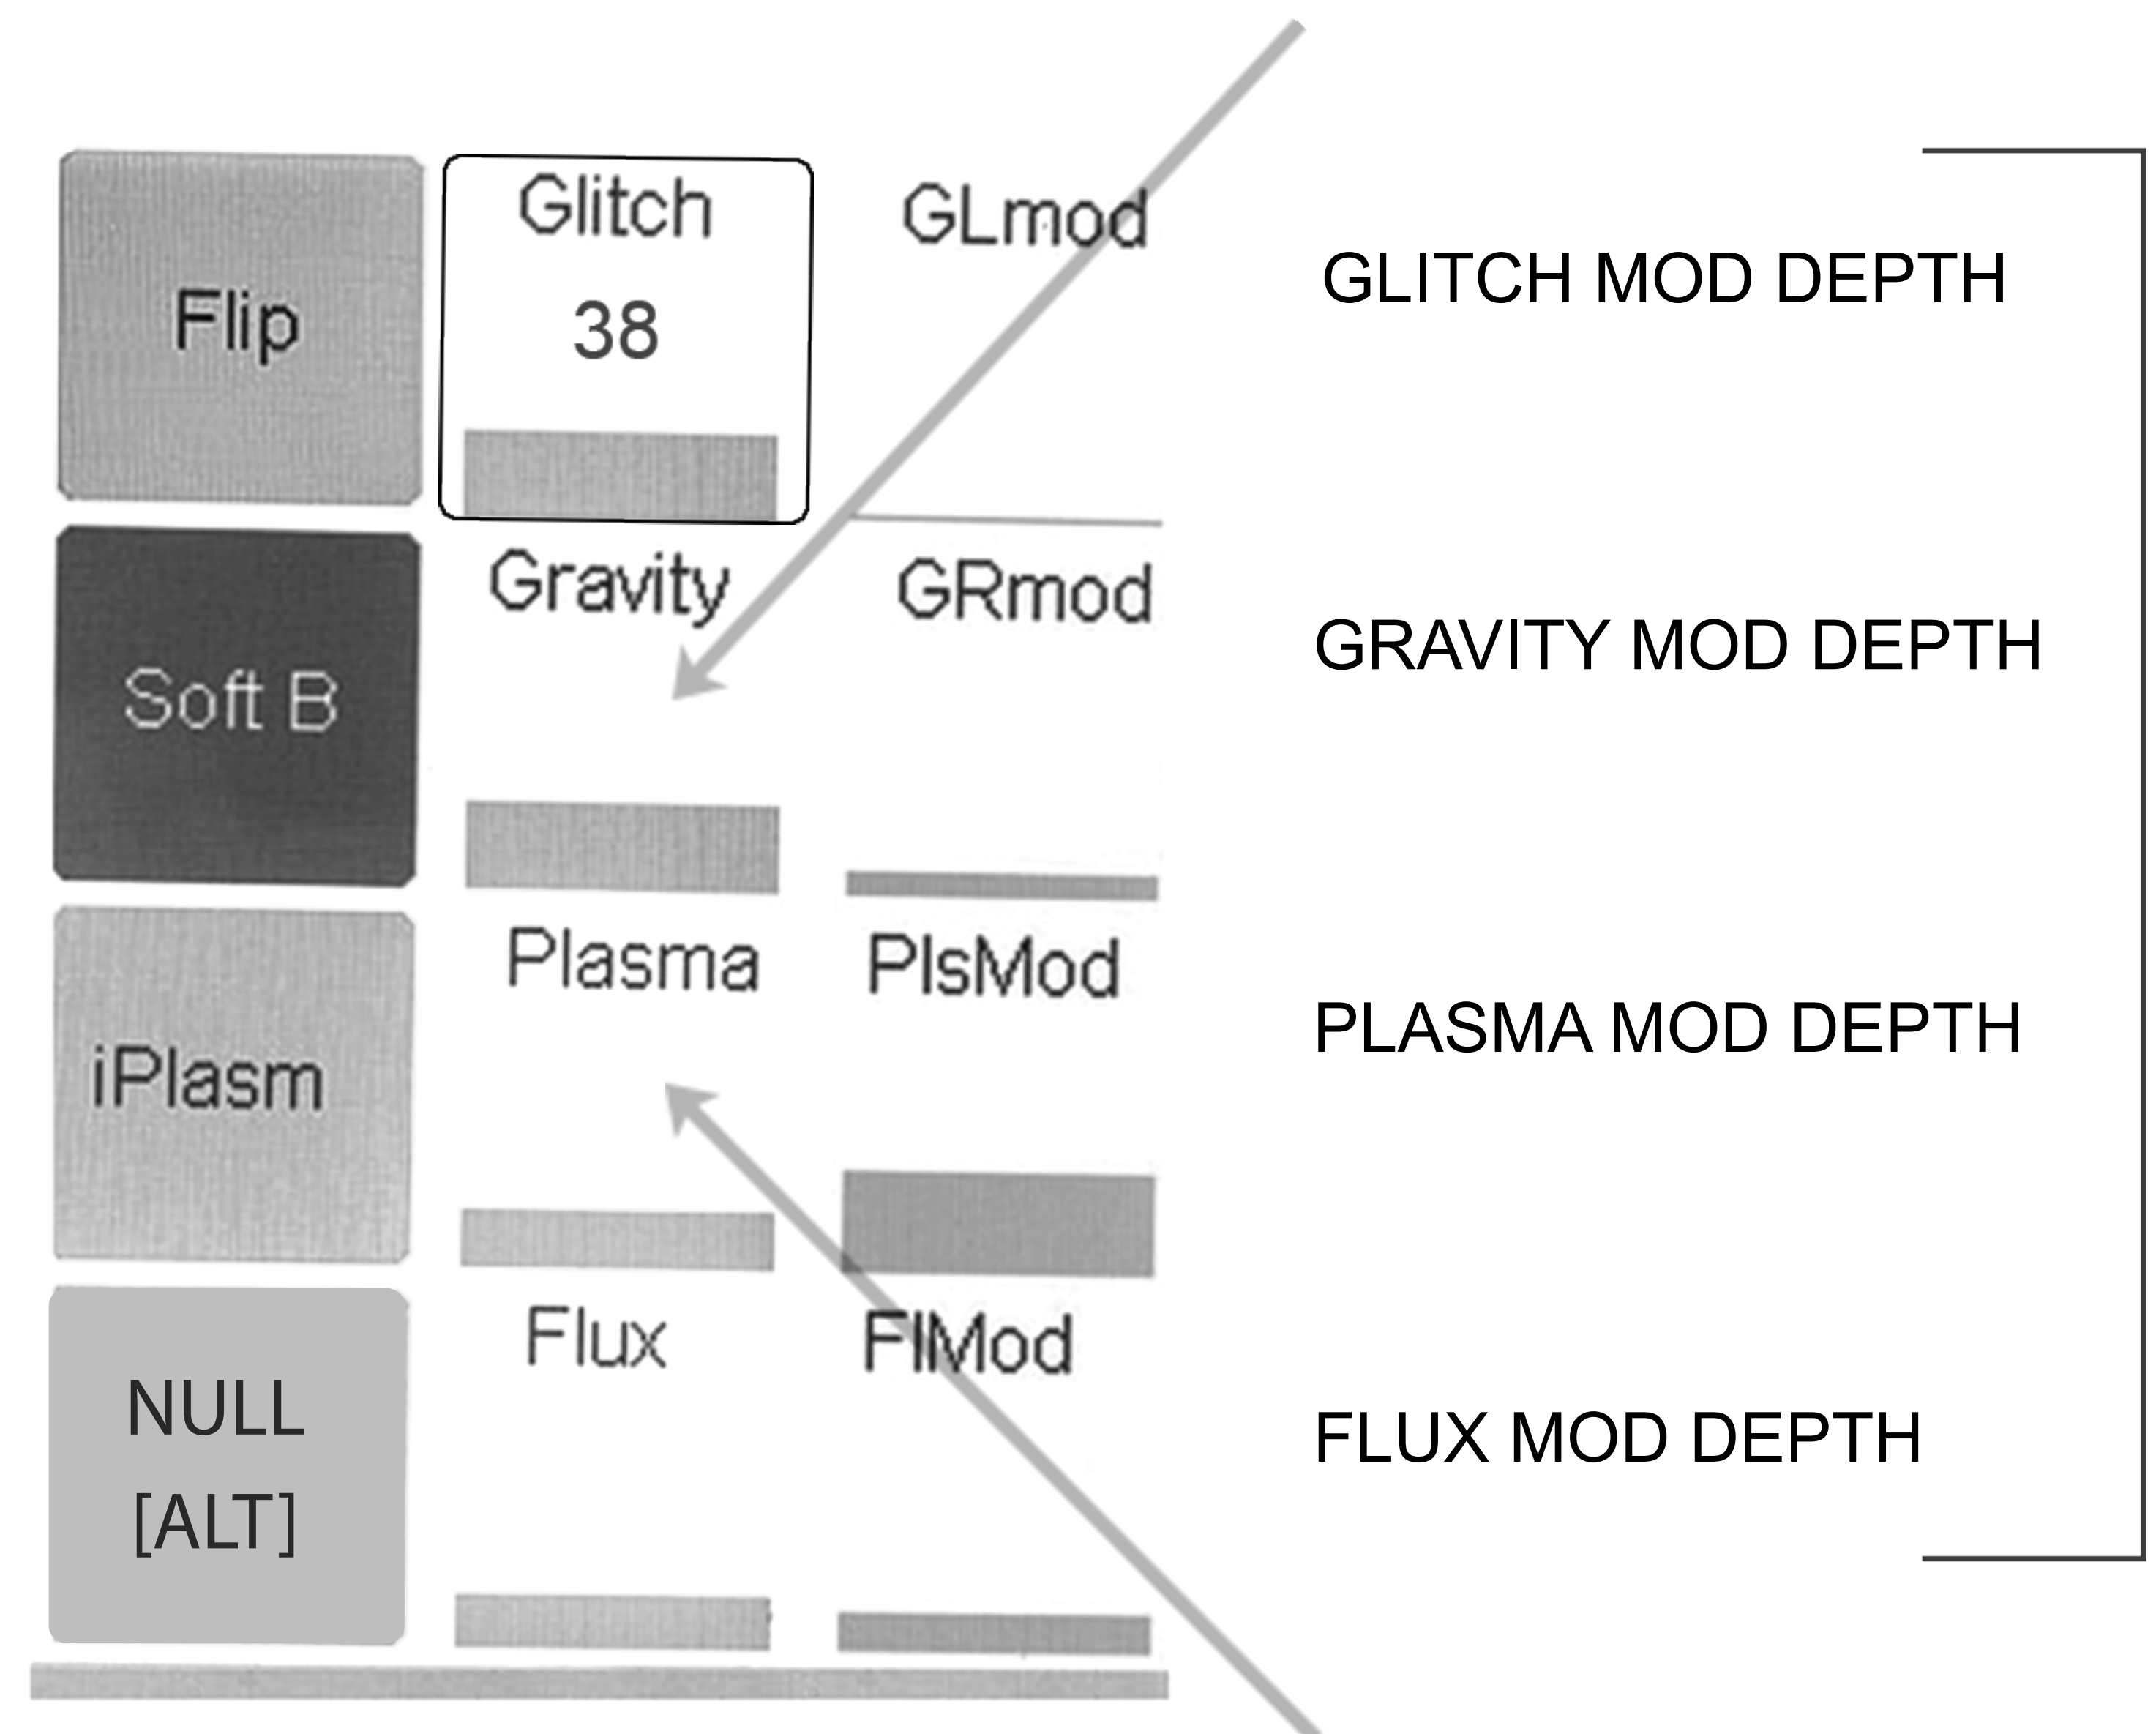 Flip
Glitch
38
GLmod
GLITCH MOD DEPTH
Soft B
Gravity
GRmod
GRAVITY MOD DEPTH
iPlasm
Plasma
PlsMod
PLASMA MOD DEPTH
NULL
[ALT]
Flux
FlMod
FLUX MOD DEPTH